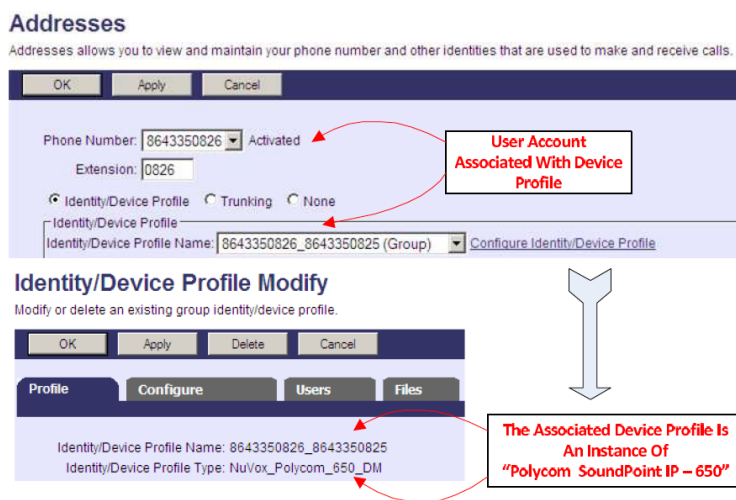 Addresses
Addresses allows you to view and maintain your phone number and other identities that are used to make and receive calls.
OK Apply Cancel
Phone Number: 8643350826 Activated
Extension: 0826
Identity/Device Profile Trunking None
Identity/Device Profile
Identity/Device Profile Name: 8643350826_8643350825 (Group) Configure Identity/Device Profile
User Account
Associated With Device
Profile
Identity/Device Profile Modify
Modify or delete an existing group identity/device profile.
OK Apply Delete Cancel
Profile Configure Users Files
Identity/Device Profile Name: 8643350826_8643350825
Identity/Device Profile Type: NuVox_Polycom_650_DM
The Associated Device Profile Is
An Instance Of
“Polycom SoundPoint IP – 650”